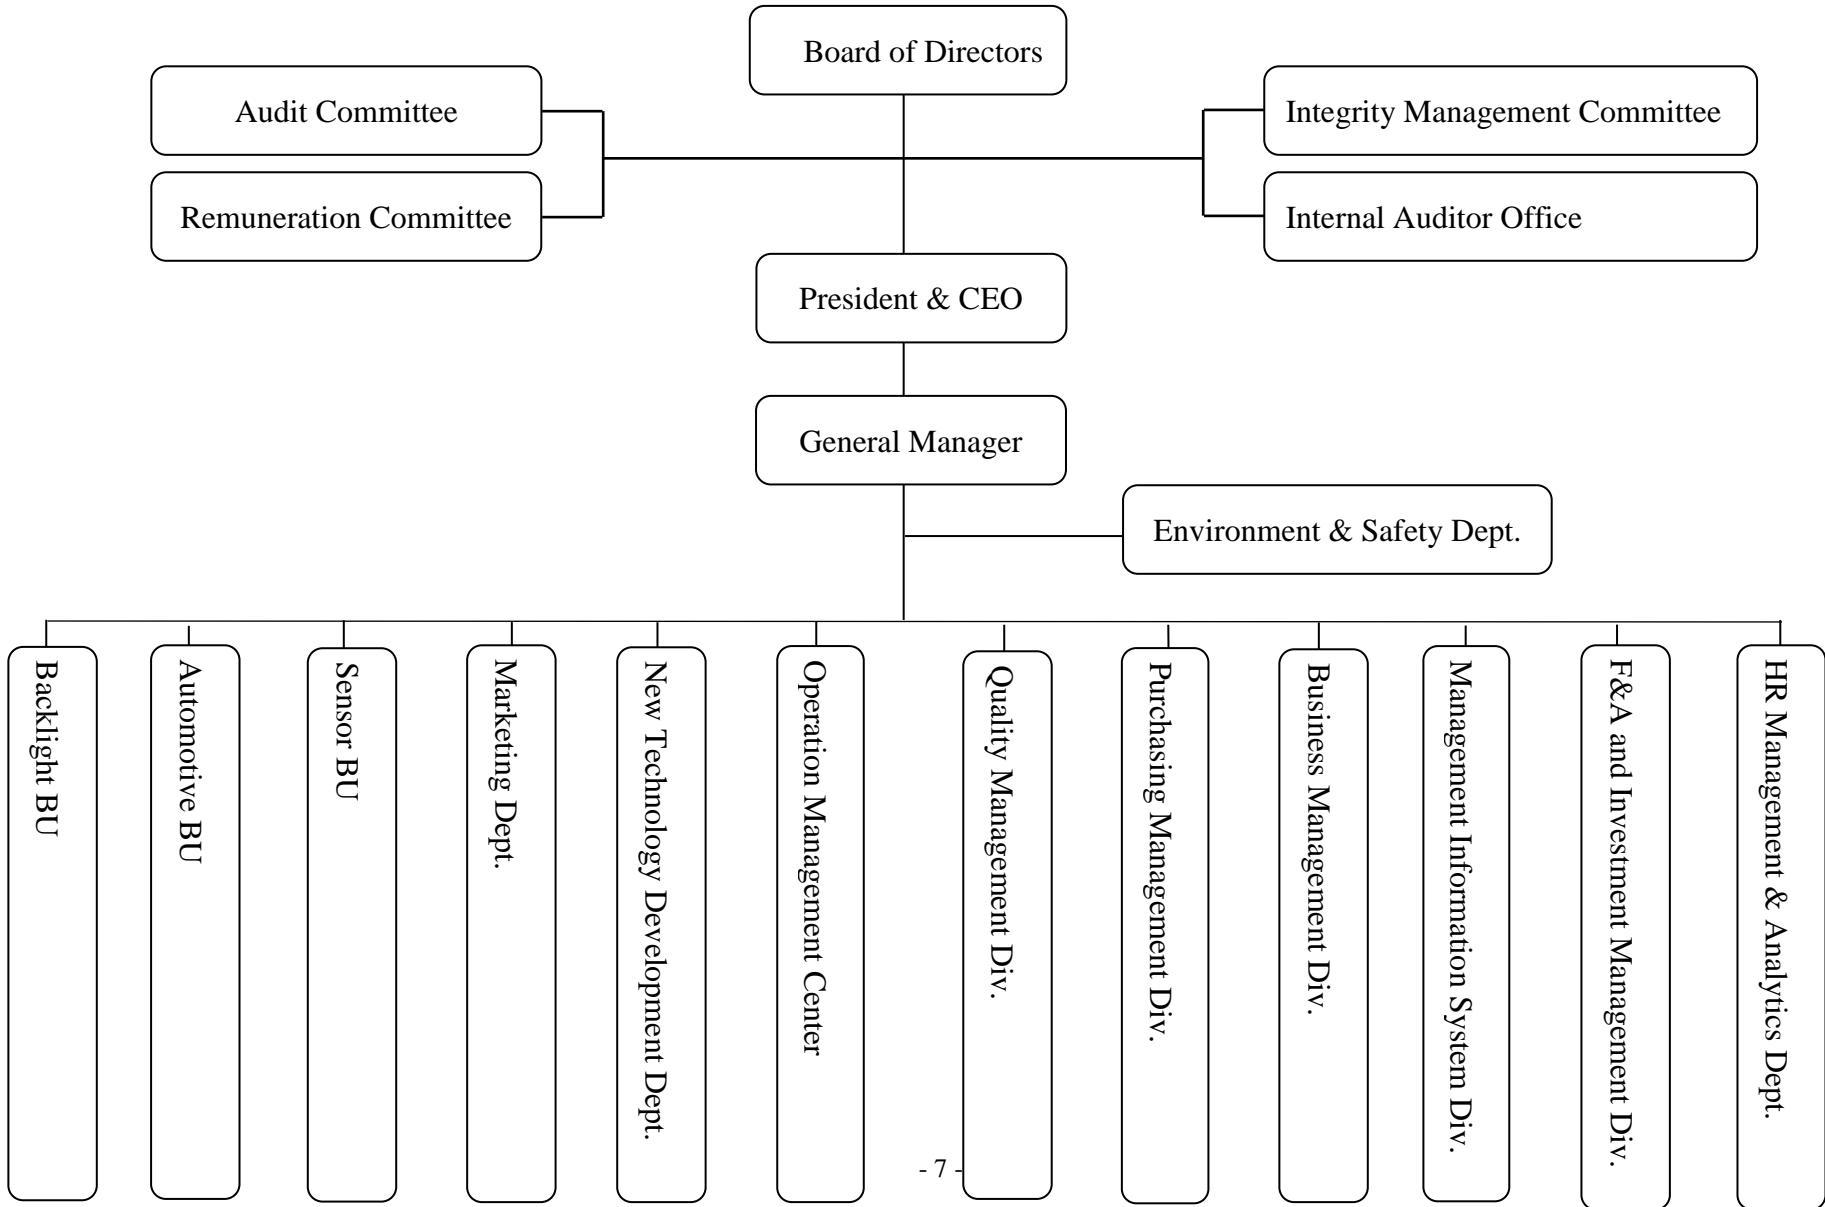 Board of Directors
Audit Committee
Integrity Management Committee
Remuneration Committee
Internal Auditor Office
President & CEO
General Manager
Environment & Safety Dept.
Backlight BU
Automotive BU
Sensor BU
Marketing Dept.
New Technology Development Dept.
Operation Management Center
Quality Management Div.
Purchasing Management Div.
Business Management Div.
Management Information System Div.
F&A and Investment Management Div.
HR Management & Analytics Dept.
- 7 -